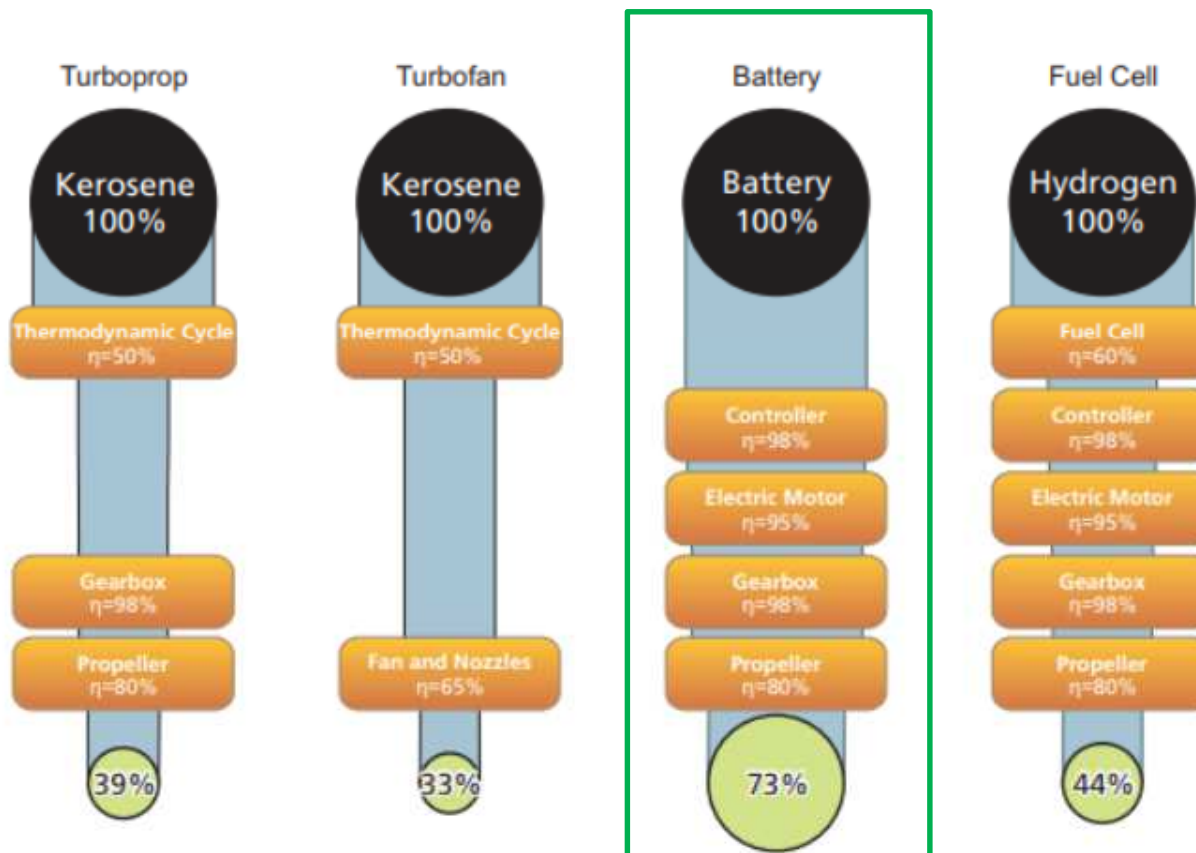 Turboprop
Kerosene
100%
Thermodynamic Cycle
η=50%
Gearbox
η=98%
Propeller
η=80%
39%
Turbofan
Kerosene
100%
Thermodynamic Cycle
η=50%
Fan and Nozzles
η=65%
33%
Battery
Battery
100%
Controller
η=98%
Electric Motor
η=95%
Gearbox
η=98%
Propeller
η=80%
73%
Fuel Cell
Hydrogen
100%
Fuel Cell
η=60%
Controller
η=98%
Electric Motor
η=95%
Gearbox
η=98%
Propeller
η=80%
44%